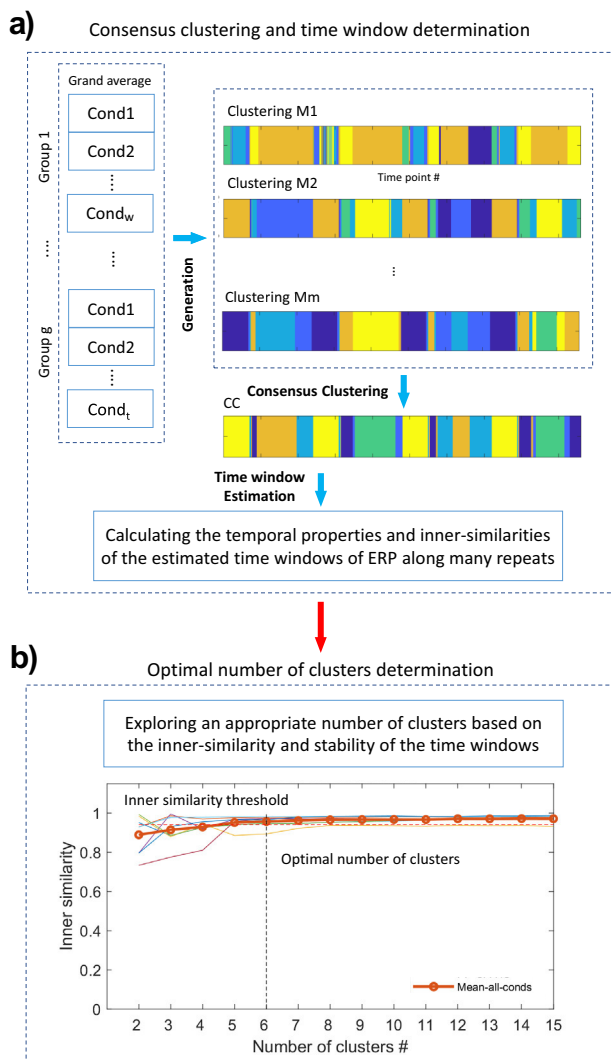 a)
Consensus clustering and time window determination
Grand average
Group 1
Cond1
Cond2
.....
Cond_w
....
...
Group g
Cond1
Cond2
.....
Cond_t
Generation
Clustering M1
Time point #
Clustering M2
...
Clustering Mm
Consensus Clustering
CC
Time window
Estimation
Calculating the temporal properties and inner-similarities
of the estimated time windows of ERP along many repeats
b)
Optimal number of clusters determination
Exploring an appropriate number of clusters based on
the inner-similarity and stability of the time windows
Inner similarity threshold
Optimal number of clusters
Inner similarity
1
0.8
0.6
0.4
0.2
0
Mean-all-conds
2 3 4 5 6 7 8 9 10 11 12 13 14 15
Number of clusters #